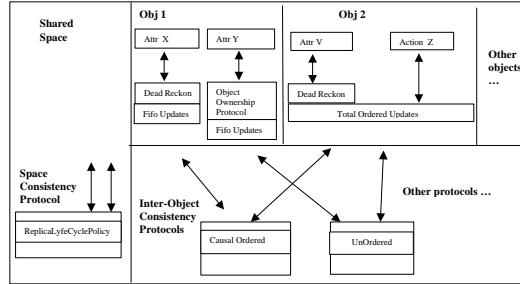 Shared
Space
Obj 1
Obj 2
Attr X
Attr Y
Attr V
Action Z
Other
objects
...
Dead Reckon
Fifo Updates
Object
Ownership
Protocol
Fifo Updates
Dead Reckon
Total Ordered Updates
Space
Consistency
Protocol
ReplicaLyfeCyclePolicy
Inter-Object
Consistency
Protocols
Other protocols ...
Causal Ordered
UnOrdered